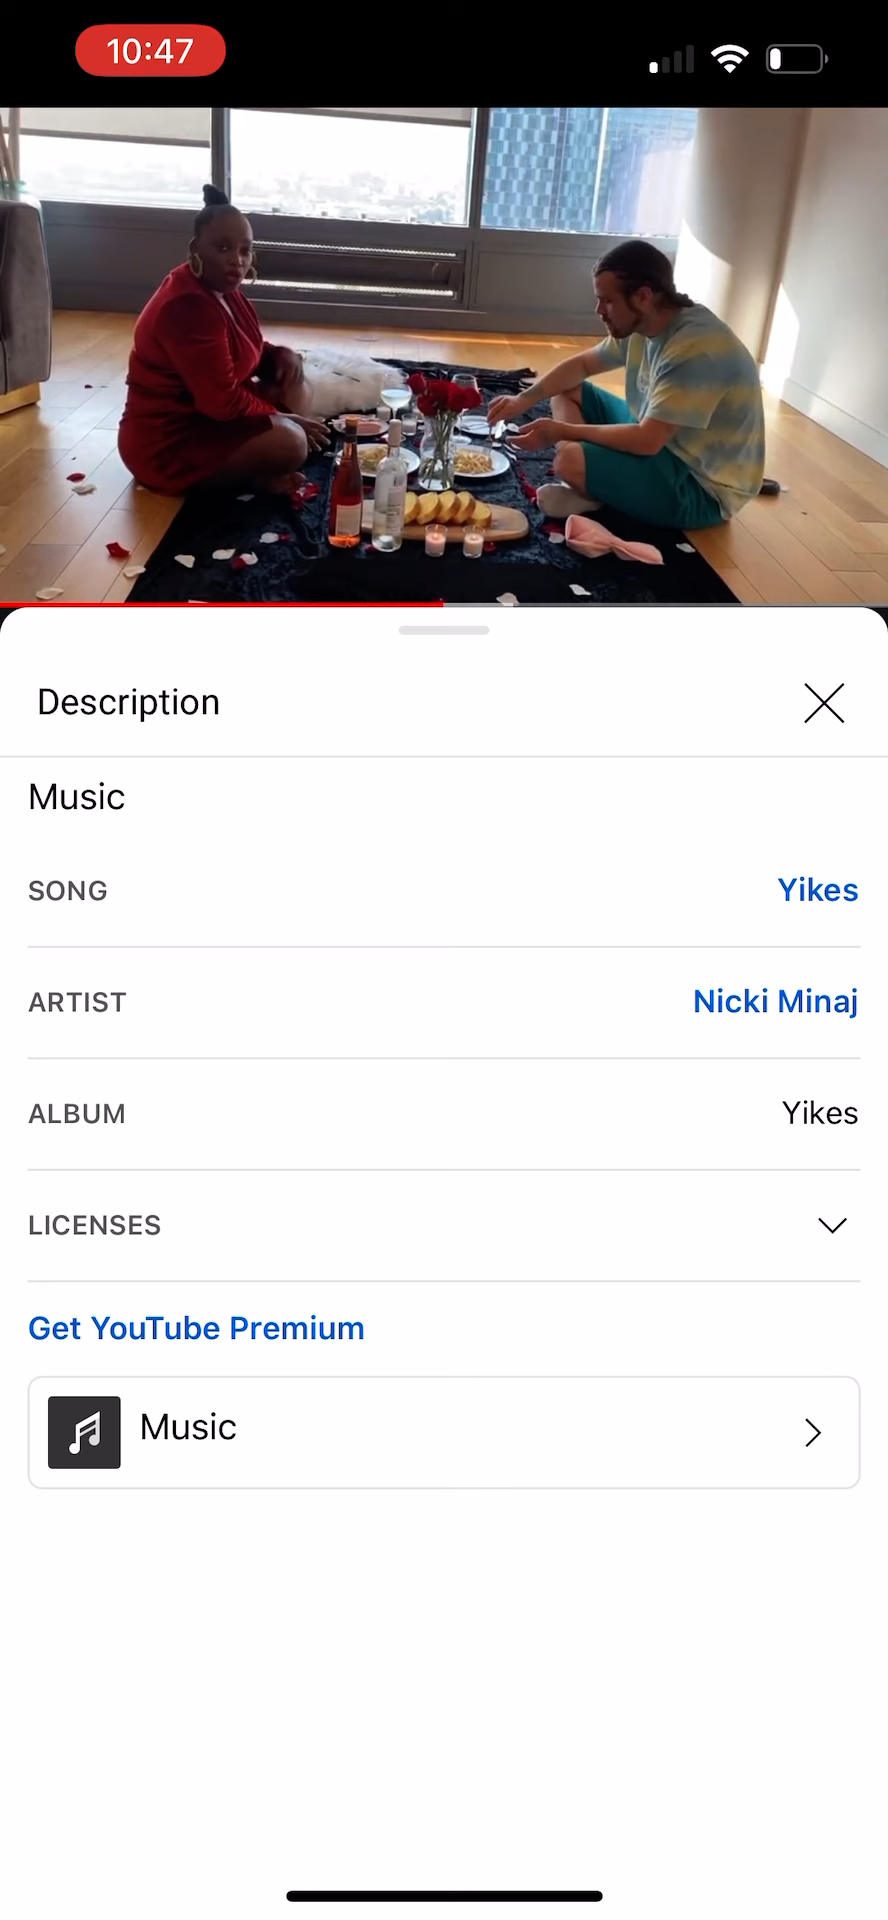 10:47
Description
Music
SONG Yikes
ARTIST Nicki Minaj
ALBUM Yikes
LICENSES
Get YouTube Premium
Music